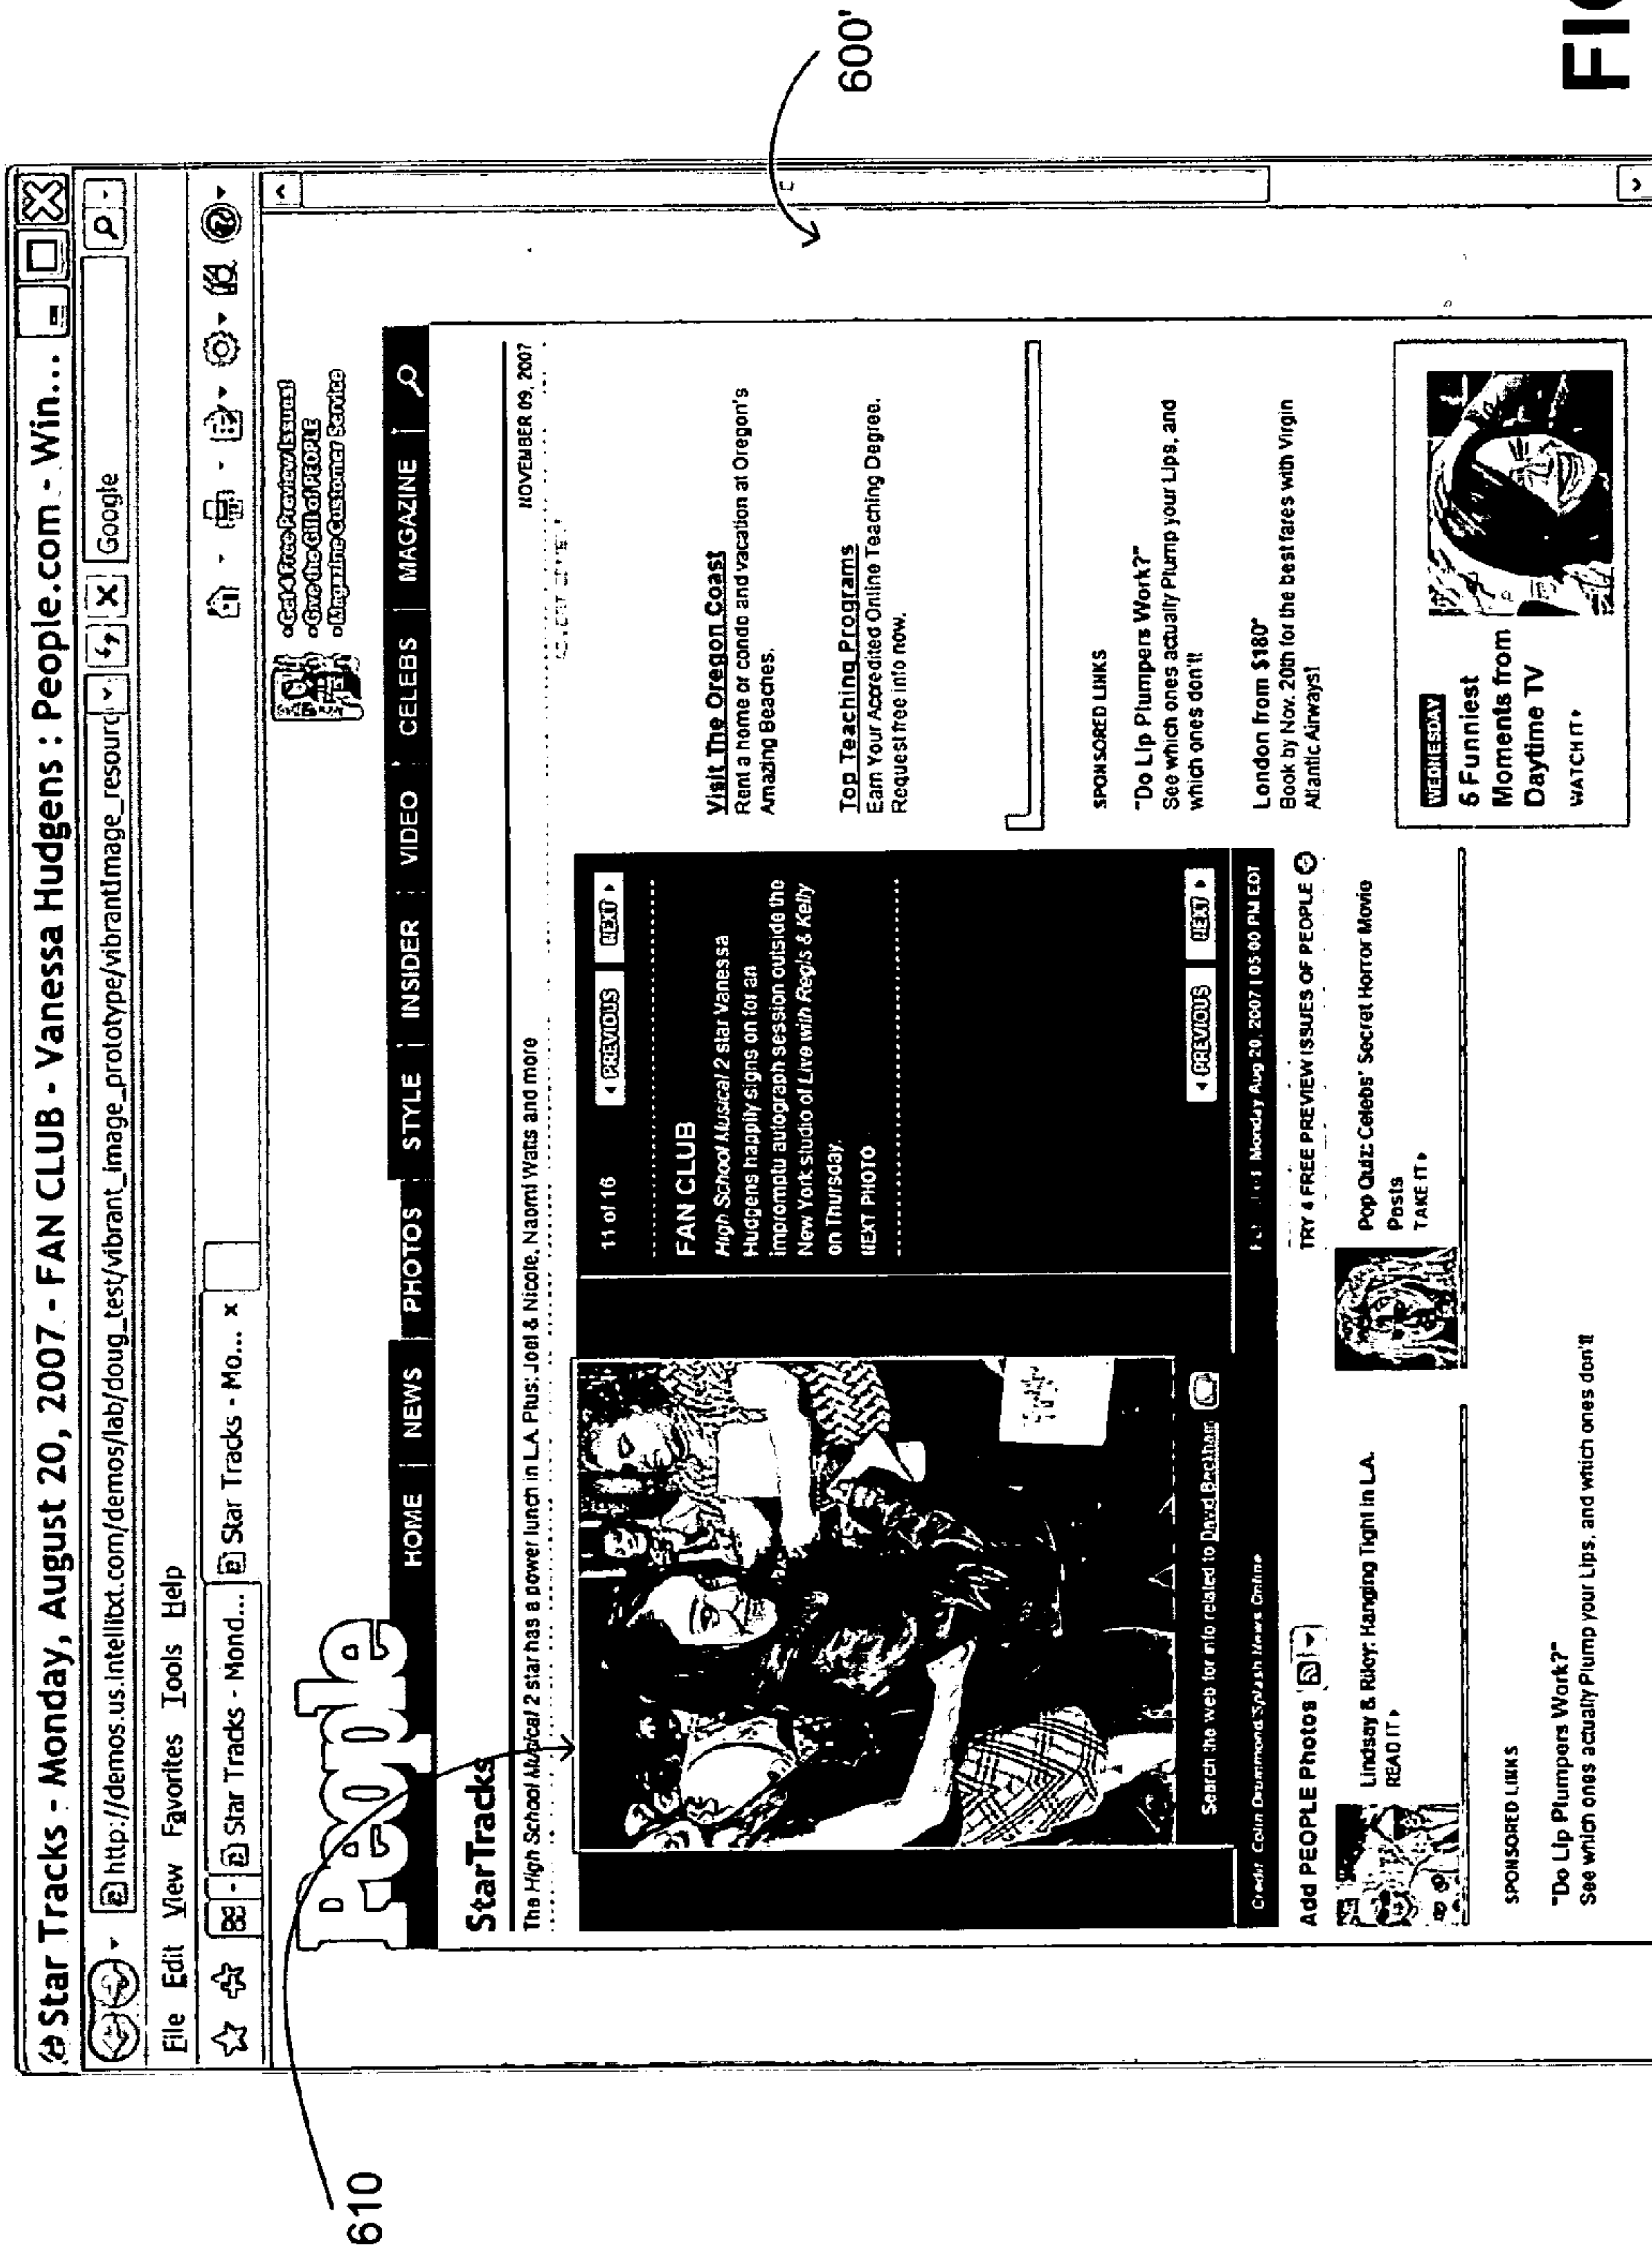 Star Tracks - Monday, August 20, 2007 - FAN CLUB - Vanessa Hudgens : People.com - Win...
http://demos.us.intellitxt.com/demos/lab/doug_test/vibrant_image_prototype/vibrantImage_resourc
Google
File Edit View Favorites Tools Help
Star Tracks - Mond...
Star Tracks - Mo... x
People
• Get 4 Free Preview Issues!
• Give the Gift of PEOPLE
• Magazine Customer Service
HOME | NEWS | PHOTOS | STYLE | INSIDER | VIDEO | CELEBS | MAGAZINE
StarTracks
NOVEMBER 09, 2007
The High School Musical 2 star has a power lunch in L.A. Plus: Joel & Nicole, Naomi Watts and more
610
600'
11 of 16
◂ PREVIOUS
NEXT ▸
FAN CLUB
High School Musical 2 star Vanessa
Hudgens happily signs on for an
impromptu autograph session outside the
New York studio of Live with Regis & Kelly
on Thursday.
NEXT PHOTO
◂ PREVIOUS
NEXT ▸
Search the web for info related to David Beckham
Credit: Colin Drummond/Splash News Online
Monday Aug 20, 2007 | 05:00 PM EDT
Visit The Oregon Coast
Rent a home or condo and vacation at Oregon's
Amazing Beaches.
Top Teaching Programs
Earn Your Accredited Online Teaching Degree.
Request free info now.
SPONSORED LINKS
"Do Lip Plumpers Work?"
See which ones actually Plump your Lips, and
which ones don't!!
London from $180*
Book by Nov. 20th for the best fares with Virgin
Atlantic Airways!
Add PEOPLE Photos
TRY 4 FREE PREVIEW ISSUES OF PEOPLE
Lindsay & Riley: Hanging Tight in L.A.
READ IT ▸
Pop Quiz: Celebs' Secret Horror Movie
Pasts
TAKE IT ▸
WEDNESDAY
5 Funniest
Moments from
Daytime TV
WATCH IT ▸
SPONSORED LINKS
"Do Lip Plumpers Work?"
See which ones actually Plump your Lips, and which ones don't!!